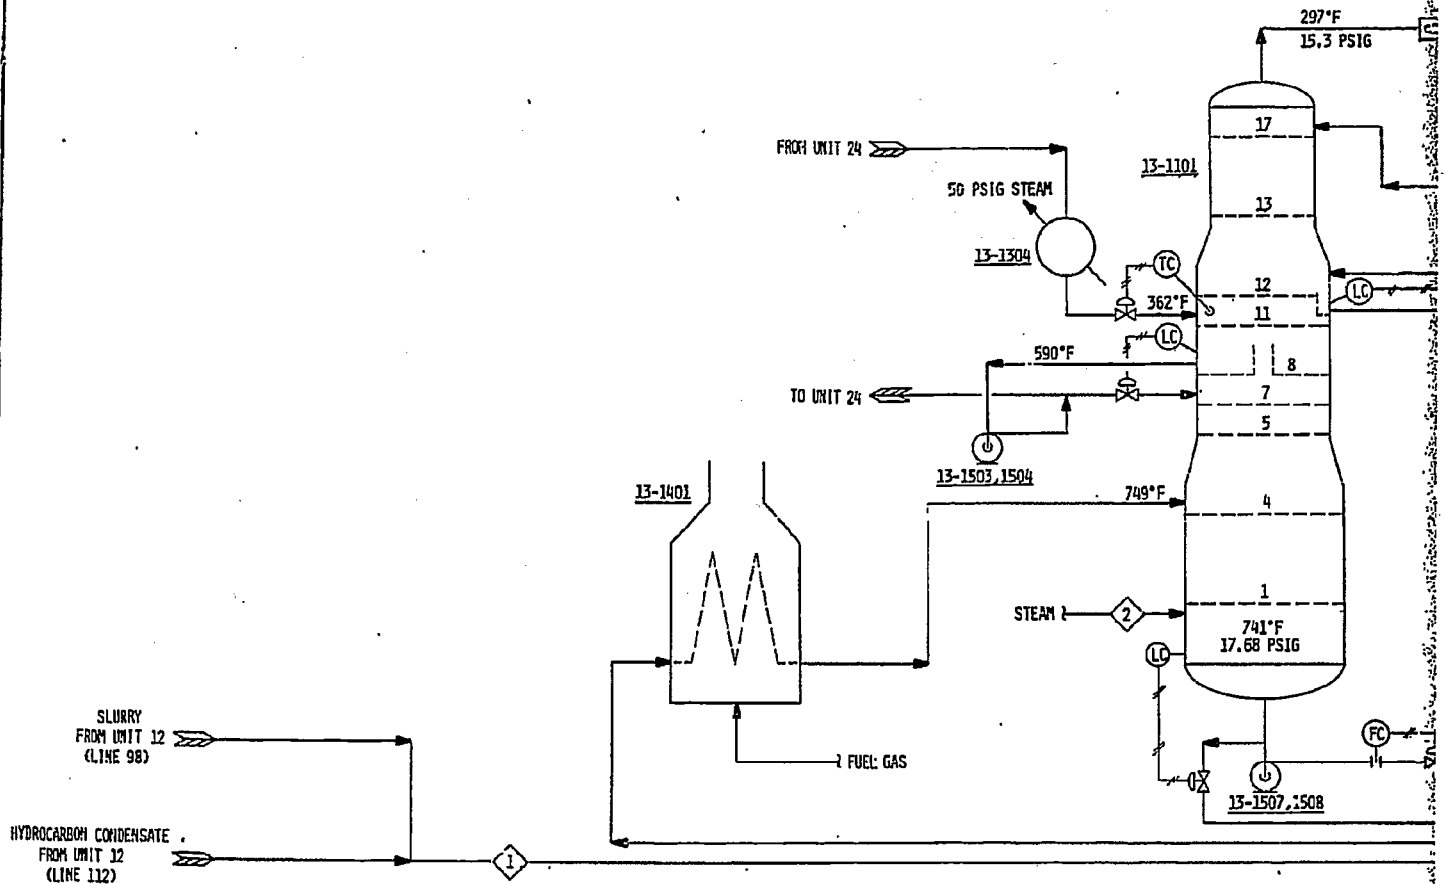 297°F
15.3 PSIG
17
FROM UNIT 24
13-1101
50 PSIG STEAM
13
13-1304
TC
12
LC
362°F
11
LC
590°F
8
TO UNIT 24
7
5
13-1503,1504
13-1401
749°F
4
1
STEAM
2
741°F
17.68 PSIG
LC
SLURRY
FROM UNIT 12
(LINE 98)
FC
FUEL GAS
13-1507,1508
HYDROCARBON CONDENSATE
FROM UNIT 12
(LINE 112)
1